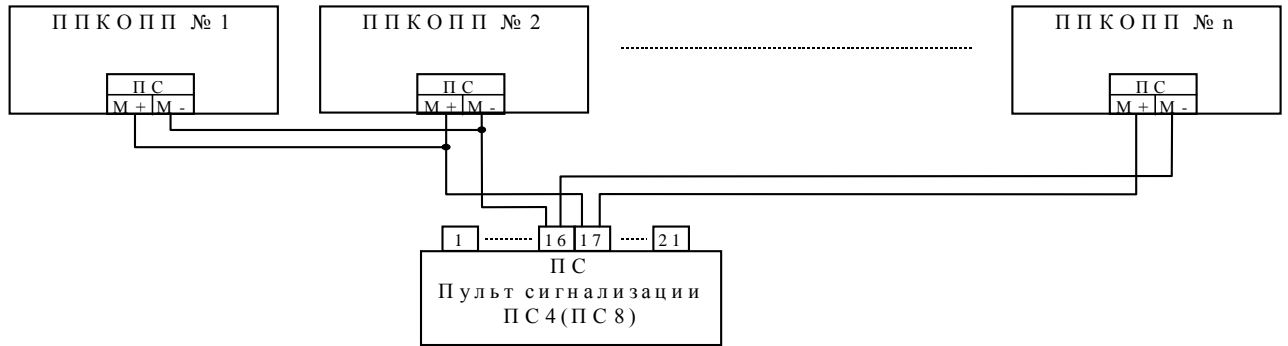 ППКОПП № 1
ППКОПП № 2
ППКОПП № n
ПС
М + М -
ПС
М + М -
ПС
М + М -
1 16 17 21
ПС
Пульт сигнализации
ПС4(ПС8)